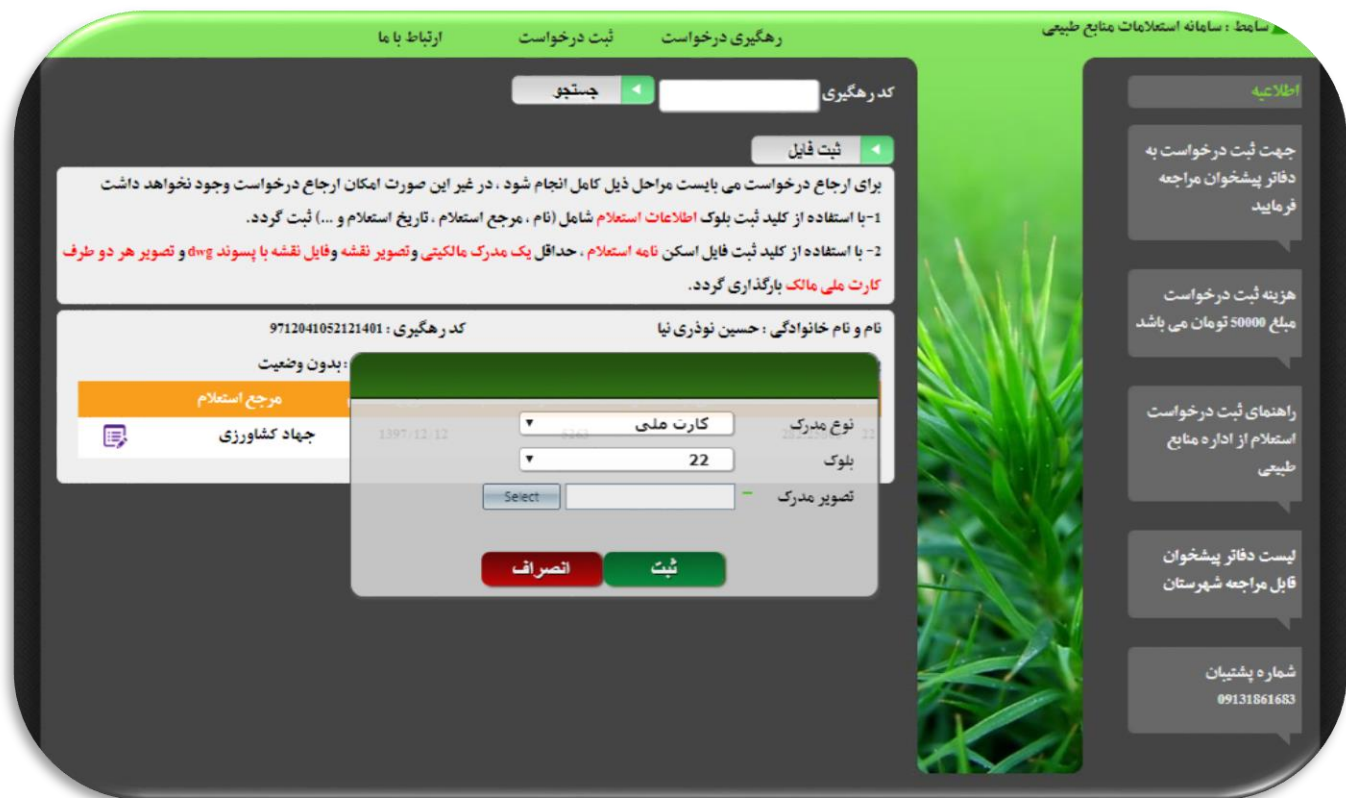 سامط : سامانه استعلامات منابع طبیعی
رهگیری درخواست
ثبت درخواست
ارتباط با ما
اطلاعیه
جهت ثبت درخواست به
دفاتر پیشخوان مراجعه
فرمایید
هزینه ثبت درخواست
مبلغ 50000 تومان می باشد
راهنمای ثبت درخواست
استعلام از اداره منابع
طبیعی
لیست دفاتر پیشخوان
قابل مراجعه شهرستان
شماره پشتیبان
09131861683
کد رهگیری
جستجو
ثبت فایل
برای ارجاع درخواست می بایست مراحل ذیل کامل انجام شود ، در غیر این صورت امکان ارجاع درخواست وجود نخواهد داشت
1-با استفاده از کلید ثبت بلوک اطلاعات استعلام شامل (نام ، مرجع استعلام ، تاریخ استعلام و ...) ثبت گردد.
2- با استفاده از کلید ثبت فایل اسکن نامه استعلام ، حداقل یک مدرک مالکیتی وتصویر نقشه وفایل نقشه با پسوند dwg و تصویر هر دو طرف
کارت ملی مالک بارگذاری گردد.
نام و نام خانوادگی : حسین نوذری نیا
کد رهگیری : 9712041052121401
: بدون وضعیت
مرجع استعلام
22
5263
1397/12/12
جهاد کشاورزی
نوع مدرک
کارت ملی
بلوک
22
تصویر مدرک
Select
ثبت
انصراف